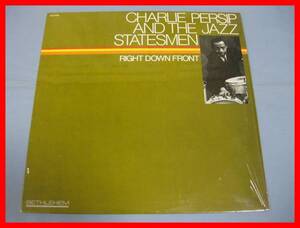 CHARLIE PERSIP
AND THE JAZZ
STATESMEN
RIGHT DOWN FRONT
BETHLEHEM